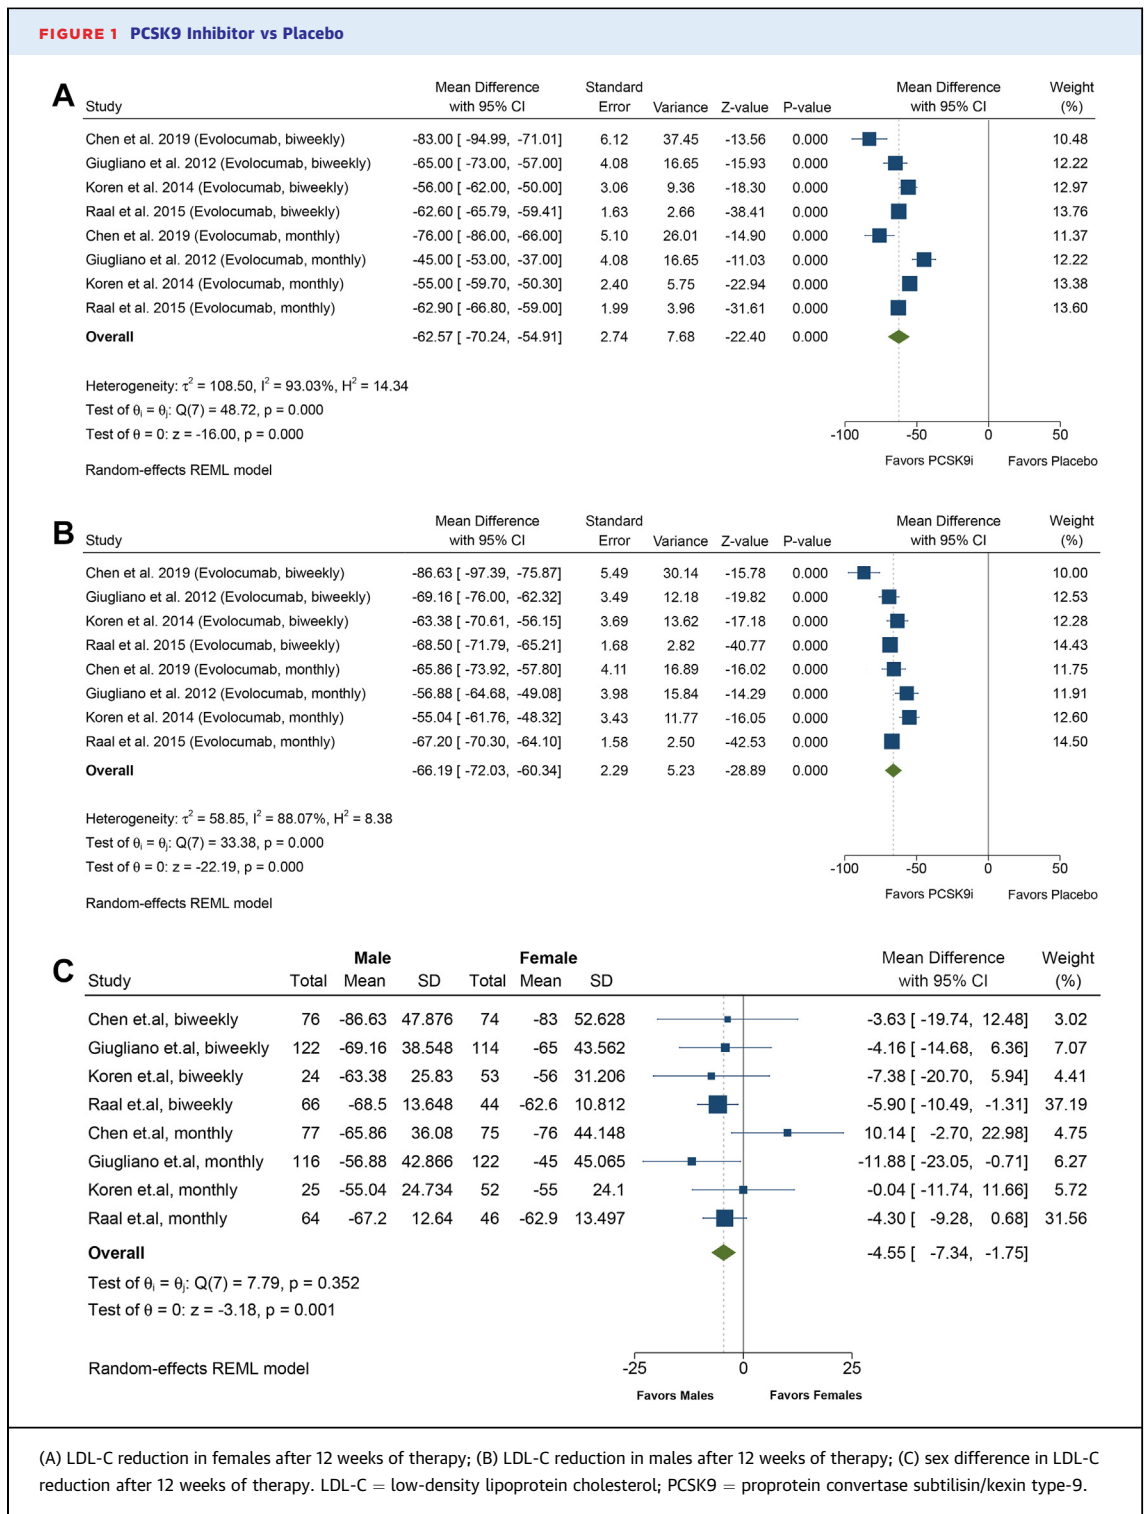 FIGURE 1 PCSK9 Inhibitor vs Placebo
A
Mean Difference Standard Mean Difference Weight
Study with 95% CI Error Variance Z-value P-value with 95% CI (%)
Chen et al. 2019 (Evolocumab, biweekly) -83.00 [ -94.99, -71.01] 6.12 37.45 -13.56 0.000 10.48
Giugliano et al. 2012 (Evolocumab, biweekly) -65.00 [ -73.00, -57.00] 4.08 16.65 -15.93 0.000 12.22
Koren et al. 2014 (Evolocumab, biweekly) -56.00 [ -62.00, -50.00] 3.06 9.36 -18.30 0.000 12.97
Raal et al. 2015 (Evolocumab, biweekly) -62.60 [ -65.79, -59.41] 1.63 2.66 -38.41 0.000 13.76
Chen et al. 2019 (Evolocumab, monthly) -76.00 [ -86.00, -66.00] 5.10 26.01 -14.90 0.000 11.37
Giugliano et al. 2012 (Evolocumab, monthly) -45.00 [ -53.00, -37.00] 4.08 16.65 -11.03 0.000 12.22
Koren et al. 2014 (Evolocumab, monthly) -55.00 [ -59.70, -50.30] 2.40 5.75 -22.94 0.000 13.38
Raal et al. 2015 (Evolocumab, monthly) -62.90 [ -66.80, -59.00] 1.99 3.96 -31.61 0.000 13.60
Overall -62.57 [ -70.24, -54.91] 2.74 7.68 -22.40 0.000
Heterogeneity: τ² = 108.50, I² = 93.03%, H² = 14.34
Test of θᵢ = θⱼ: Q(7) = 48.72, p = 0.000
Test of θ = 0: z = -16.00, p = 0.000
-100 -50 0 50
Favors PCSK9i Favors Placebo
Random-effects REML model
B
Mean Difference Standard Mean Difference Weight
Study with 95% CI Error Variance Z-value P-value with 95% CI (%)
Chen et al. 2019 (Evolocumab, biweekly) -86.63 [ -97.39, -75.87] 5.49 30.14 -15.78 0.000 10.00
Giugliano et al. 2012 (Evolocumab, biweekly) -69.16 [ -76.00, -62.32] 3.49 12.18 -19.82 0.000 12.53
Koren et al. 2014 (Evolocumab, biweekly) -63.38 [ -70.61, -56.15] 3.69 13.62 -17.18 0.000 12.28
Raal et al. 2015 (Evolocumab, biweekly) -68.50 [ -71.79, -65.21] 1.68 2.82 -40.77 0.000 14.43
Chen et al. 2019 (Evolocumab, monthly) -65.86 [ -73.92, -57.80] 4.11 16.89 -16.02 0.000 11.75
Giugliano et al. 2012 (Evolocumab, monthly) -56.88 [ -64.68, -49.08] 3.98 15.84 -14.29 0.000 11.91
Koren et al. 2014 (Evolocumab, monthly) -55.04 [ -61.76, -48.32] 3.43 11.77 -16.05 0.000 12.60
Raal et al. 2015 (Evolocumab, monthly) -67.20 [ -70.30, -64.10] 1.58 2.50 -42.53 0.000 14.50
Overall -66.19 [ -72.03, -60.34] 2.29 5.23 -28.89 0.000
Heterogeneity: τ² = 58.85, I² = 88.07%, H² = 8.38
Test of θᵢ = θⱼ: Q(7) = 33.38, p = 0.000
Test of θ = 0: z = -22.19, p = 0.000
-100 -50 0 50
Favors PCSK9i Favors Placebo
Random-effects REML model
C
Male Female Mean Difference Weight
Study Total Mean SD Total Mean SD with 95% CI (%)
Chen et.al, biweekly 76 -86.63 47.876 74 -83 52.628 -3.63 [ -19.74, 12.48] 3.02
Giugliano et.al, biweekly 122 -69.16 38.548 114 -65 43.562 -4.16 [ -14.68, 6.36] 7.07
Koren et.al, biweekly 24 -63.38 25.83 53 -56 31.206 -7.38 [ -20.70, 5.94] 4.41
Raal et.al, biweekly 66 -68.5 13.648 44 -62.6 10.812 -5.90 [ -10.49, -1.31] 37.19
Chen et.al, monthly 77 -65.86 36.08 75 -76 44.148 10.14 [ -2.70, 22.98] 4.75
Giugliano et.al, monthly 116 -56.88 42.866 122 -45 45.065 -11.88 [ -23.05, -0.71] 6.27
Koren et.al, monthly 25 -55.04 24.734 52 -55 24.1 -0.04 [ -11.74, 11.66] 5.72
Raal et.al, monthly 64 -67.2 12.64 46 -62.9 13.497 -4.30 [ -9.28, 0.68] 31.56
Overall -4.55 [ -7.34, -1.75]
Test of θᵢ = θⱼ: Q(7) = 7.79, p = 0.352
Test of θ = 0: z = -3.18, p = 0.001
Random-effects REML model
-25 0 25
Favors Males Favors Females
(A) LDL-C reduction in females after 12 weeks of therapy; (B) LDL-C reduction in males after 12 weeks of therapy; (C) sex difference in LDL-C
reduction after 12 weeks of therapy. LDL-C = low-density lipoprotein cholesterol; PCSK9 = proprotein convertase subtilisin/kexin type-9.